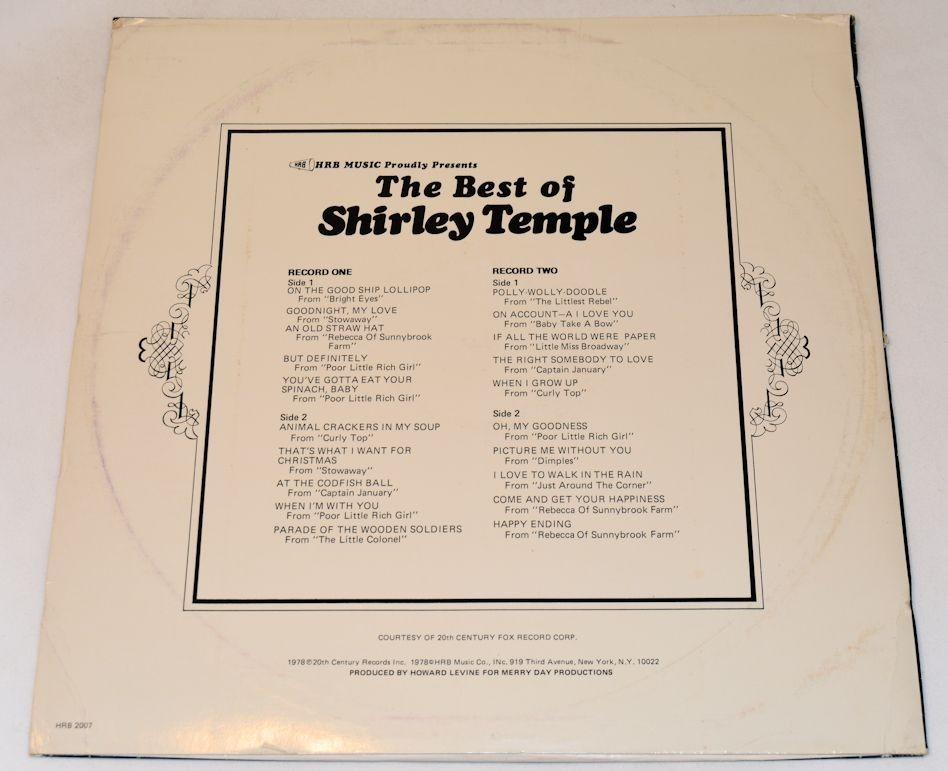 HRB HRB MUSIC Proudly Presents
The Best of
Shirley Temple
RECORD ONE
Side 1
ON THE GOOD SHIP LOLLIPOP
From "Bright Eyes"
GOODNIGHT, MY LOVE
From "Stowaway"
AN OLD STRAW HAT
From "Rebecca Of Sunnybrook
Farm"
BUT DEFINITELY
From "Poor Little Rich Girl"
YOU'VE GOTTA EAT YOUR
SPINACH, BABY
From "Poor Little Rich Girl"
Side 2
ANIMAL CRACKERS IN MY SOUP
From "Curly Top"
THAT'S WHAT I WANT FOR
CHRISTMAS
From "Stowaway"
AT THE CODFISH BALL
From "Captain January"
WHEN I'M WITH YOU
From "Poor Little Rich Girl"
PARADE OF THE WOODEN SOLDIERS
From "The Little Colonel"
RECORD TWO
Side 1
POLLY-WOLLY-DOODLE
From "The Littlest Rebel"
ON ACCOUNT—A I LOVE YOU
From "Baby Take A Bow"
IF ALL THE WORLD WERE PAPER
From "Little Miss Broadway"
THE RIGHT SOMEBODY TO LOVE
From "Captain January"
WHEN I GROW UP
From "Curly Top"
Side 2
OH, MY GOODNESS
From "Poor Little Rich Girl"
PICTURE ME WITHOUT YOU
From "Dimples"
I LOVE TO WALK IN THE RAIN
From "Just Around The Corner"
COME AND GET YOUR HAPPINESS
From "Rebecca Of Sunnybrook Farm"
HAPPY ENDING
From "Rebecca Of Sunnybrook Farm"
COURTESY OF 20th CENTURY FOX RECORD CORP.
1978℗20th Century Records Inc. 1978©HRB Music Co., INc. 919 Third Avenue, New York, N.Y. 10022
PRODUCED BY HOWARD LEVINE FOR MERRY DAY PRODUCTIONS
HRB 2007